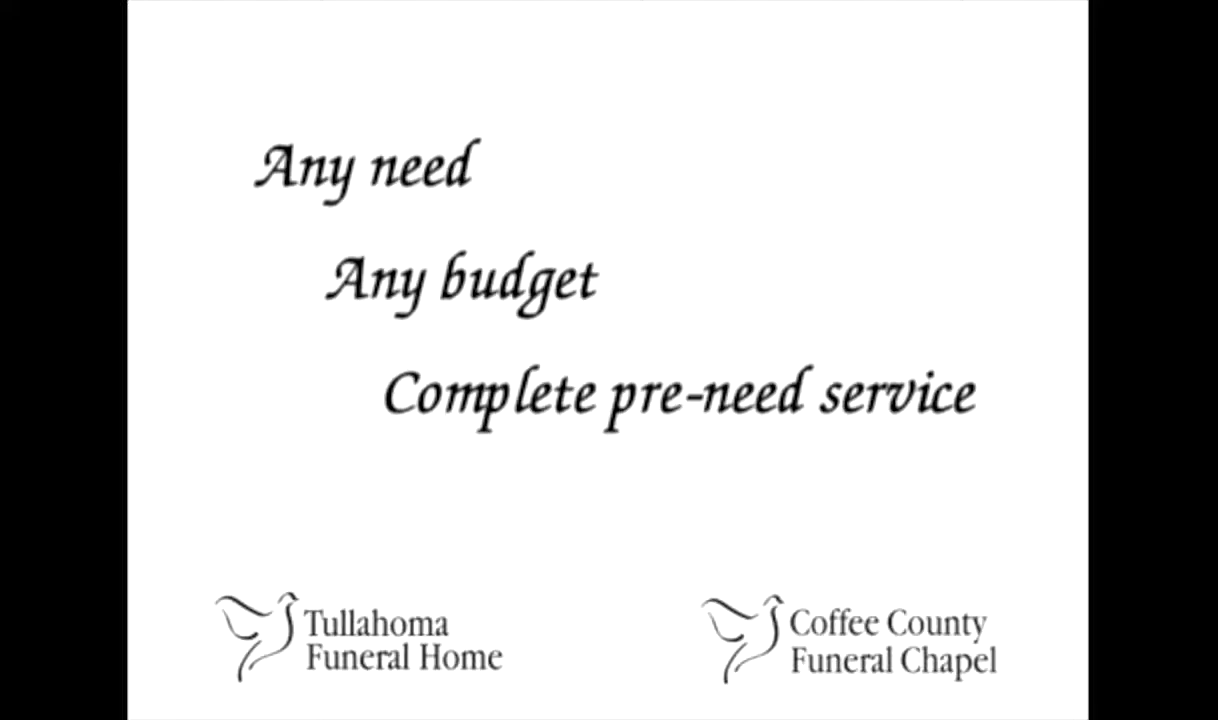 Any need
Any budget
Complete pre-need service
Tullahoma
Funeral Home
Coffee County
Funeral Chapel